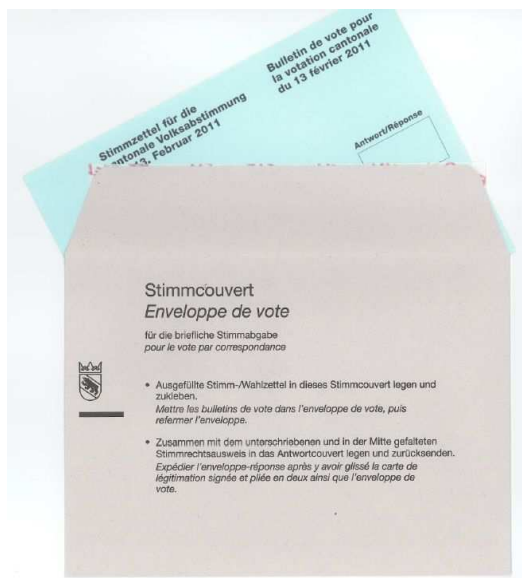 Stimmzettel für die
kantonale Volksabstimmung
13. Februar 2011
Bulletin de vote pour
la votation cantonale
du 13 février 2011
Antwort/Réponse
Stimmcouvert
Enveloppe de vote
für die briefliche Stimmabgabe
pour le vote par correspondance
• Ausgefüllte Stimm-/Wahlzettel in dieses Stimmcouvert legen und
zukleben.
Mettre les bulletins de vote dans l'enveloppe de vote, puis
refermer l'enveloppe.
• Zusammen mit dem unterschriebenen und in der Mitte gefalteten
Stimmrechtsausweis in das Antwortcouvert legen und zurücksenden.
Expédier l'enveloppe-réponse après y avoir glissé la carte de
légitimation signée et pliée en deux ainsi que l'enveloppe de
vote.